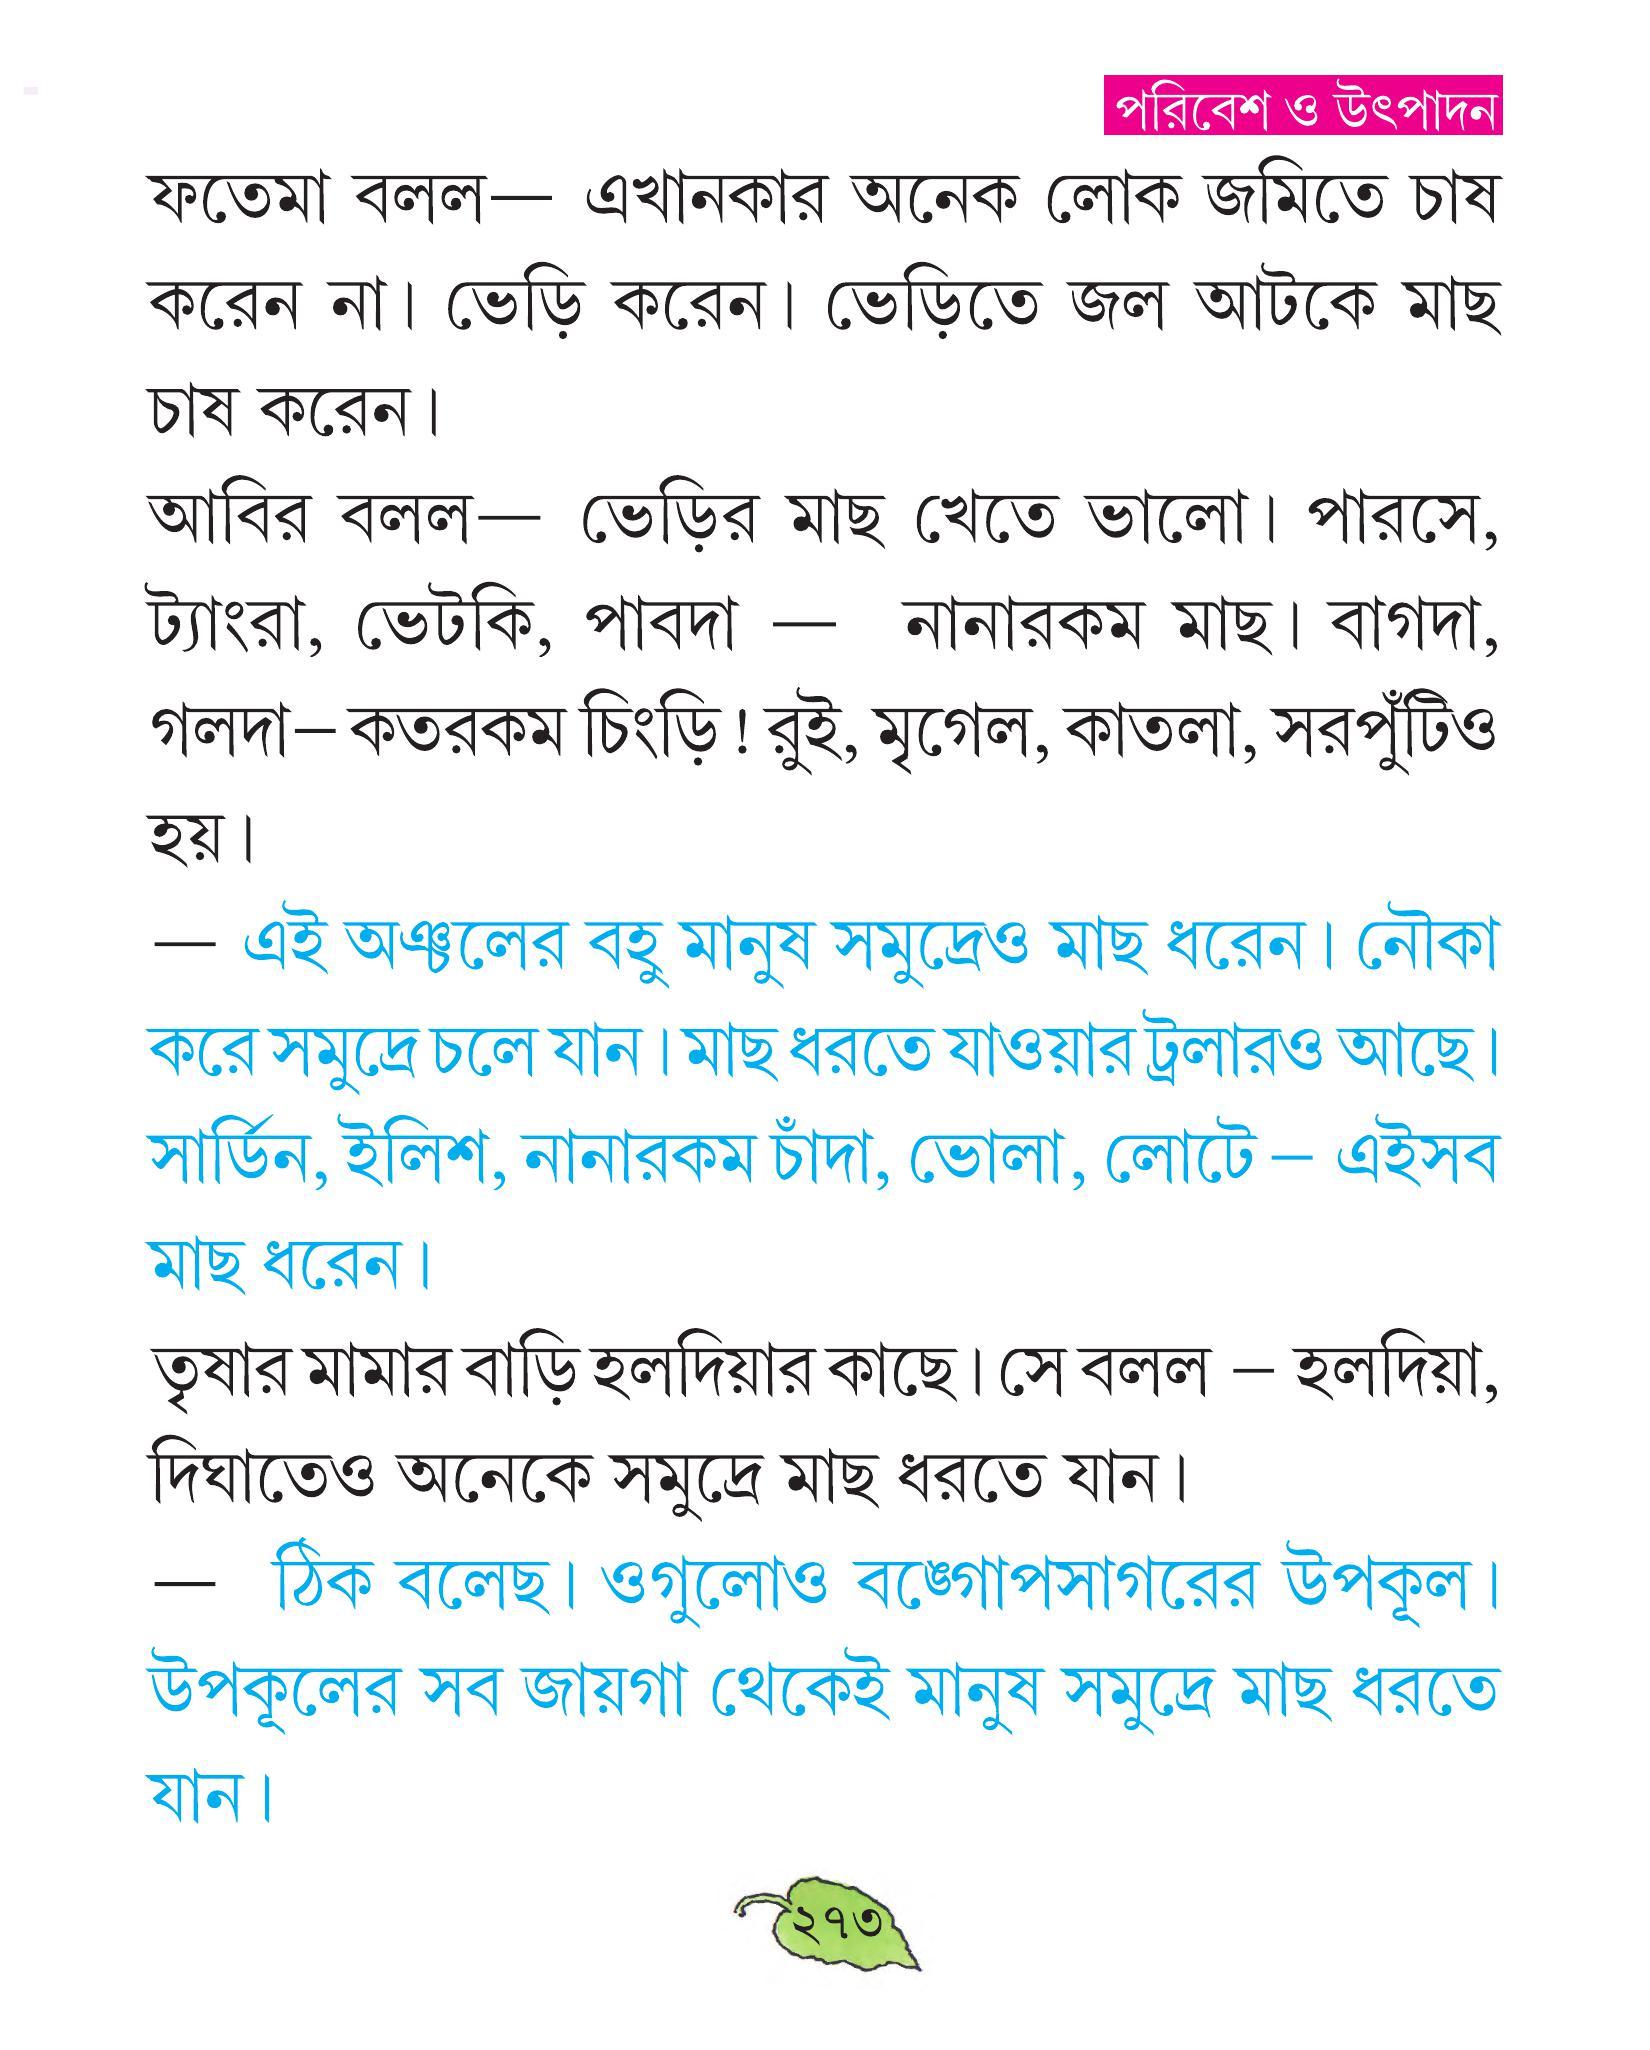 পরিবেশ ও উৎপাদন
ফতেমা বলল— এখানকার অনেক লোক জমিতে চাষ
করেন না। ভেড়ি করেন। ভেড়িতে জল আটকে মাছ
চাষ করেন।
আবির বলল— ভেড়ির মাছ খেতে ভালো। পারসে,
ট্যাংরা, ভেটকি, পাবদা — নানারকম মাছ। বাগদা,
গলদা– কতরকম চিংড়ি! রুই, মৃগেল, কাতলা, সরপুঁটিও
হয়।
— এই অঞ্চলের বহু মানুষ সমুদ্রেও মাছ ধরেন। নৌকা
করে সমুদ্রে চলে যান। মাছ ধরতে যাওয়ার ট্রলারও আছে।
সার্ডিন, ইলিশ, নানারকম চাঁদা, ভোলা, লোটে – এইসব
মাছ ধরেন।
তৃষার মামার বাড়ি হলদিয়ার কাছে। সে বলল – হলদিয়া,
দিঘাতেও অনেকে সমুদ্রে মাছ ধরতে যান।
— ঠিক বলেছ। ওগুলোও বঙ্গোপসাগরের উপকূল।
উপকূলের সব জায়গা থেকেই মানুষ সমুদ্রে মাছ ধরতে
যান।
২৭৩